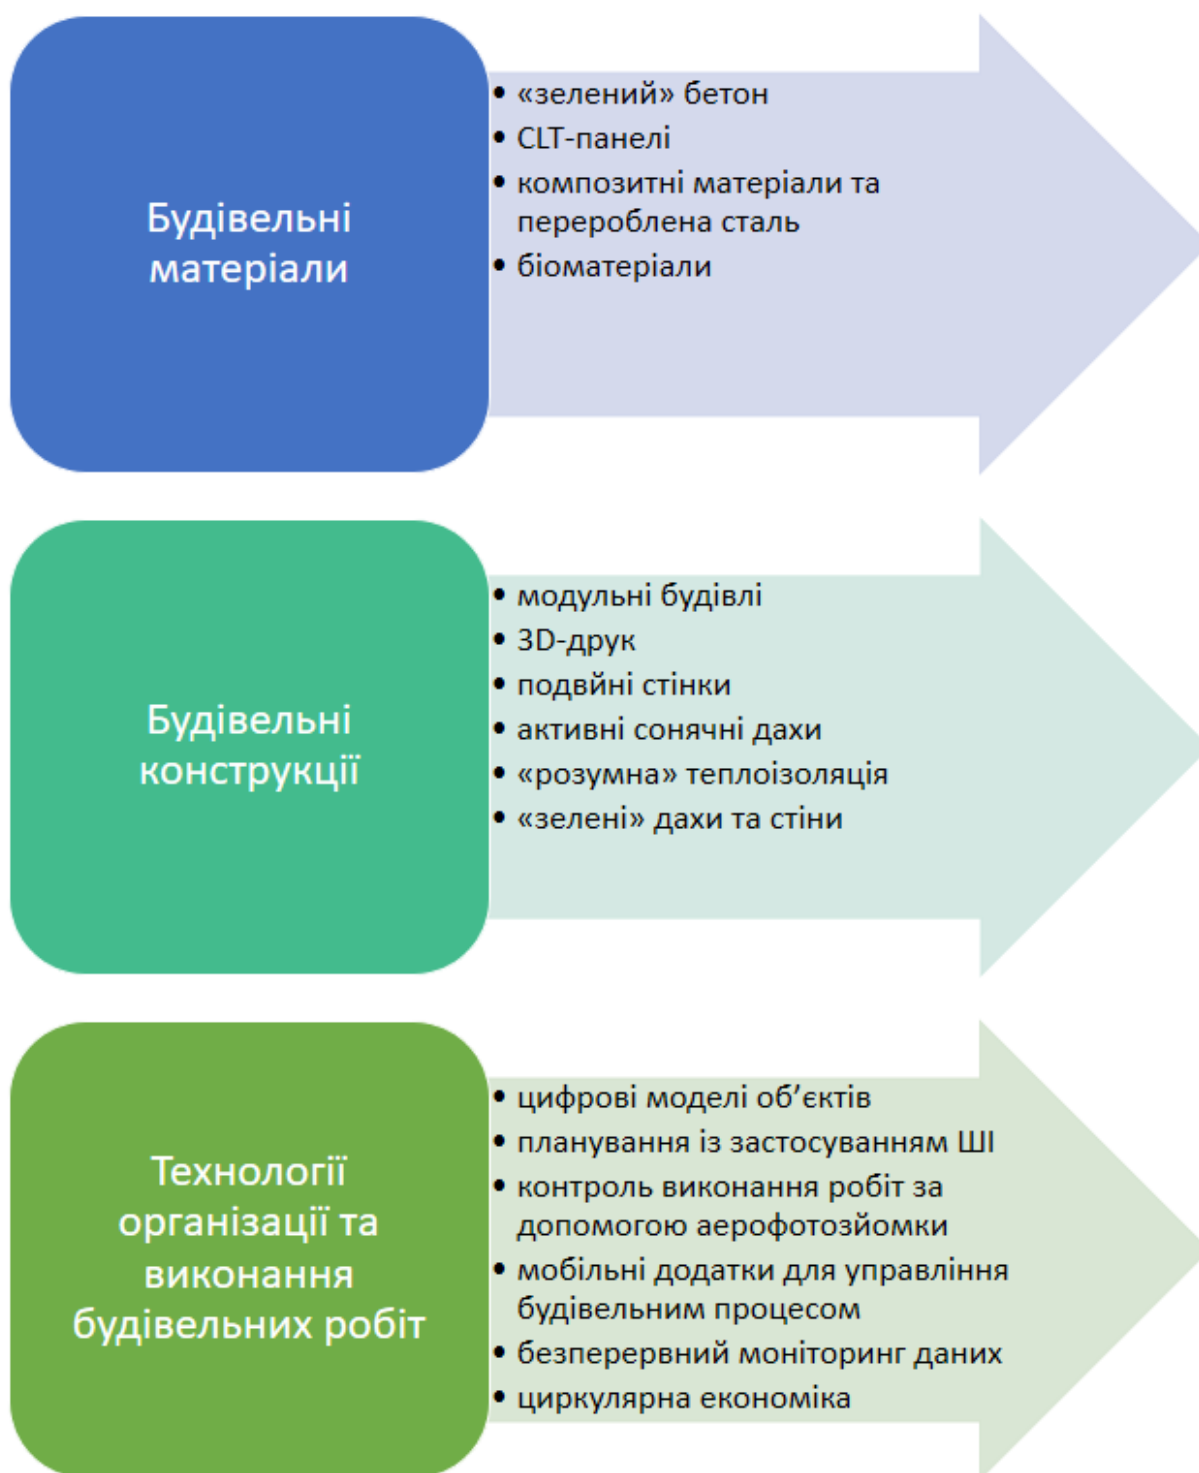 Будівельні
матеріали
• «зелений» бетон
• CLT-панелі
• композитні матеріали та
перероблена сталь
• біоматеріали
Будівельні
конструкції
• модульні будівлі
• 3D-друк
• подвйні стінки
• активні сонячні дахи
• «розумна» теплоізоляція
• «зелені» дахи та стіни
Технології
організації та
виконання
будівельних робіт
• цифрові моделі об’єктів
• планування із застосуванням ШІ
• контроль виконання робіт за
допомогою аерофотозйомки
• мобільні додатки для управління
будівельним процесом
• безперервний моніторинг даних
• циркулярна економіка